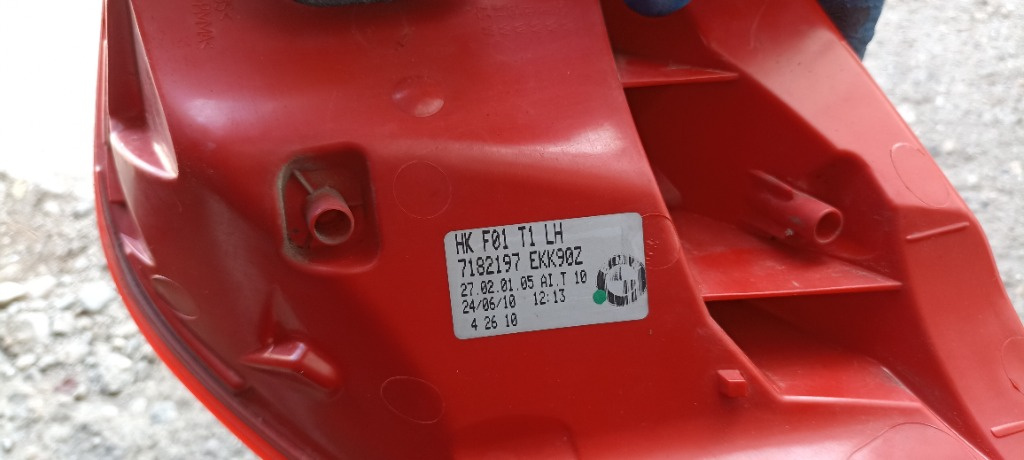 HK F01 T1 LH
7182197 EKK90Z
27.02.01.05 AI.T 10
24/06/10 12:13
4 26 10